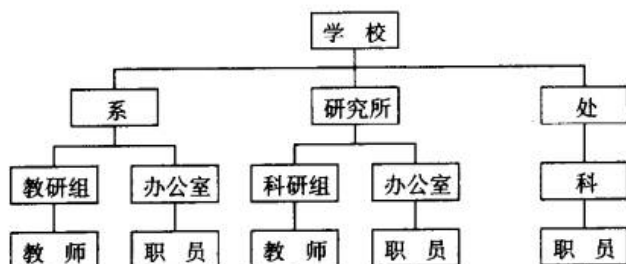 学校
系 研究所 处
教研组 办公室 科研组 办公室 科
教师 职员 教师 职员 职员